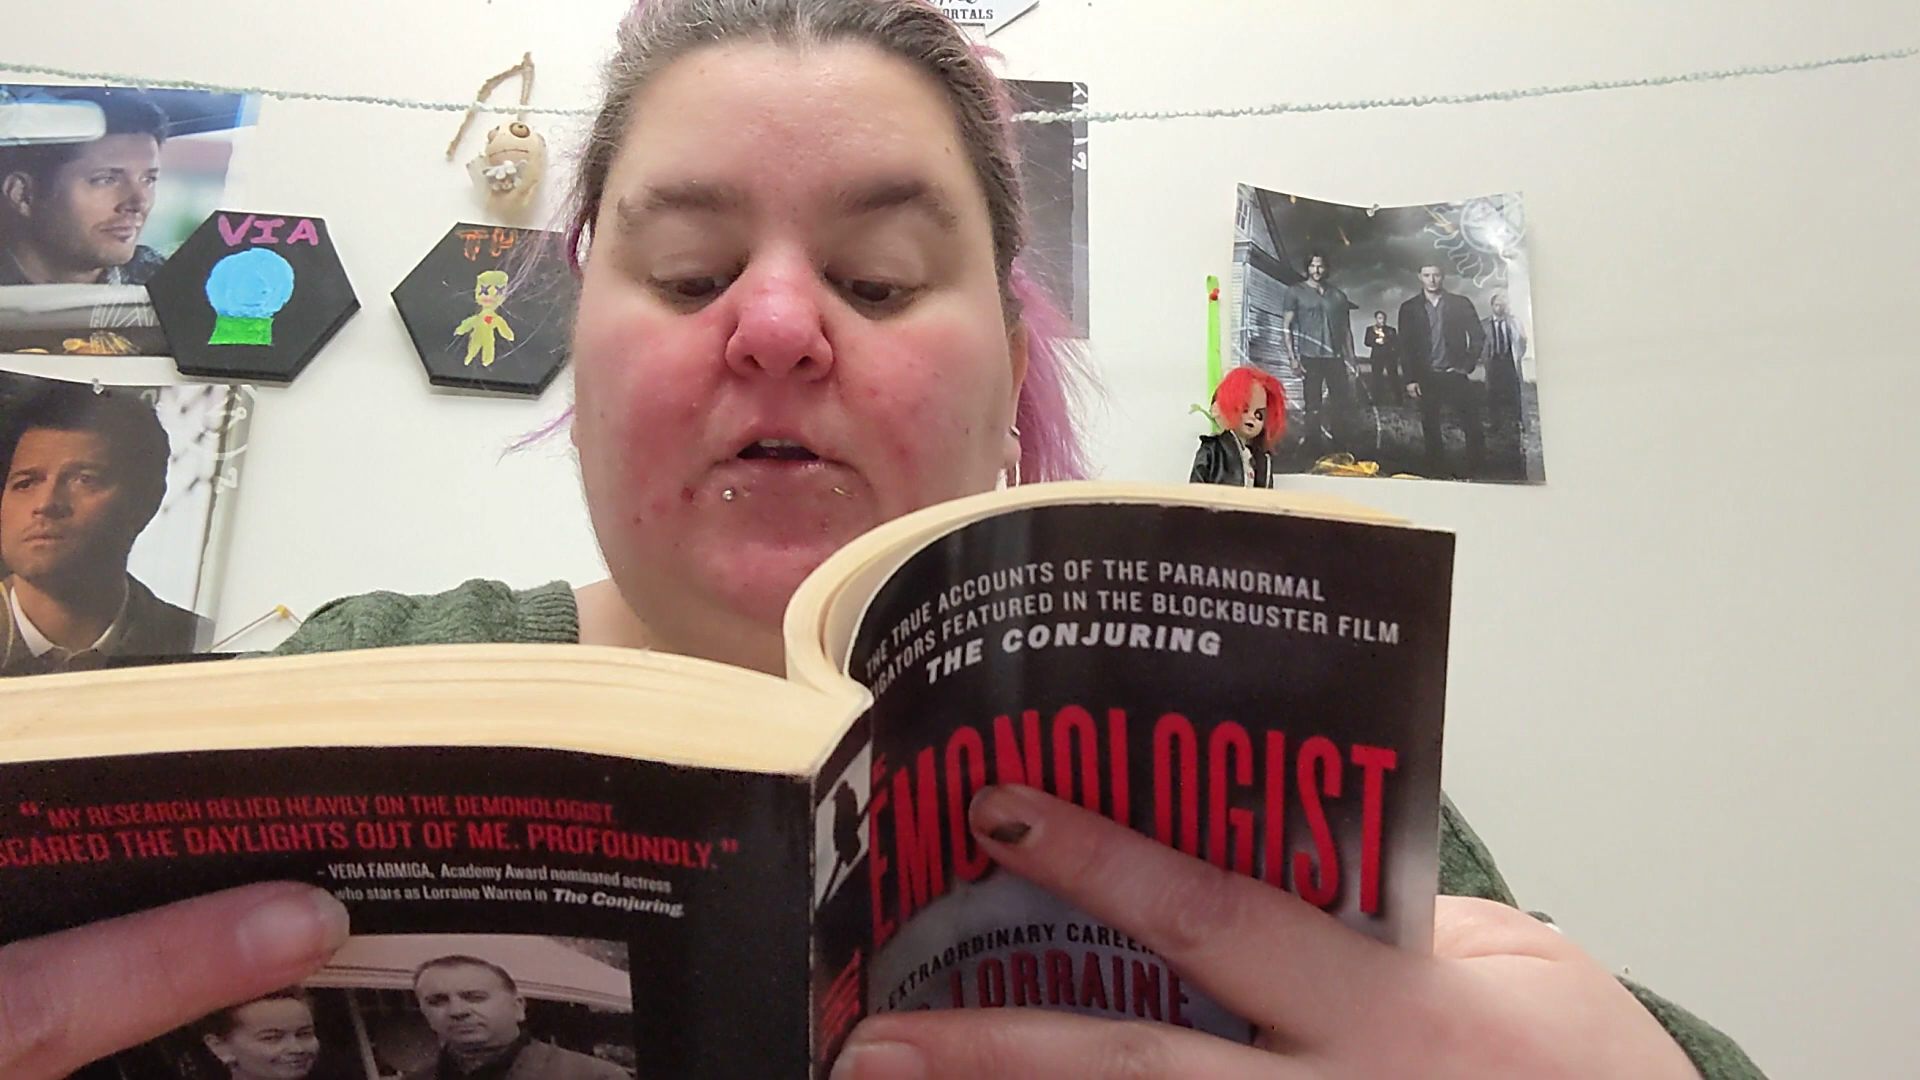 ORTALS
VIA
TH
THE TRUE ACCOUNTS OF THE PARANORMAL
IGATORS FEATURED IN THE BLOCKBUSTER FILM
THE CONJURING
EMONOLOGIST
EXTRAORDINARY CAREE
LORRAINE
“MY RESEARCH RELIED HEAVILY ON THE DEMONOLOGIST.
SCARED THE DAYLIGHTS OUT OF ME. PROFOUNDLY.”
- VERA FARMIGA, Academy Award nominated actress
who stars as Lorraine Warren in The Conjuring